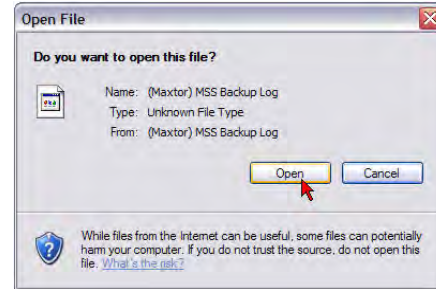 Open File
Do you want to open this file?
Name: (Maxtor) MSS Backup Log
Type: Unknown File Type
From: (Maxtor) MSS Backup Log
Open Cancel
While files from the Internet can be useful, some files can potentially
harm your computer. If you do not trust the source, do not open this
file. What's the risk?